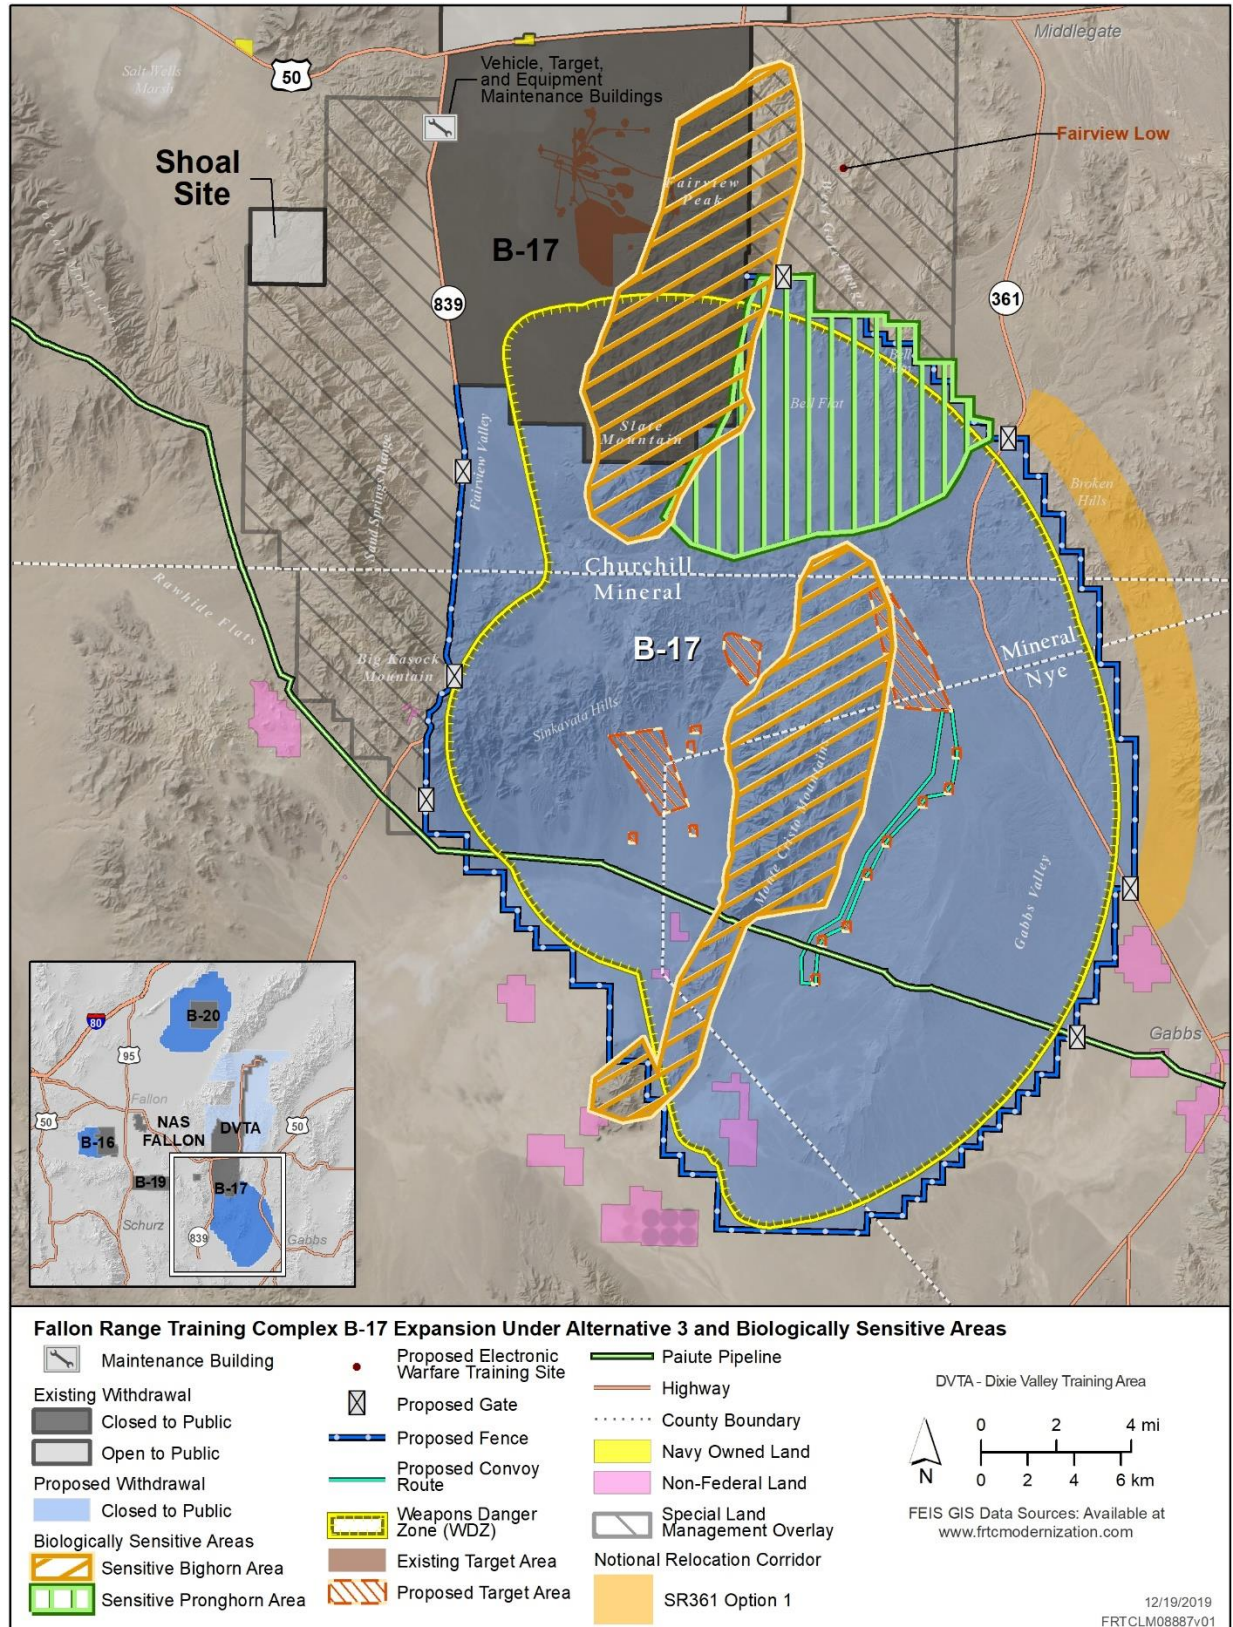 Middlegate
Salt Wells
Marsh
50
Vehicle, Target,
and Equipment
Maintenance Buildings
Fairview Low
Shoal
Site
Fairview
Peak
B-17
839
361
Bell Flat
Slate
Mountain
Fairview Valley
Sand Springs Range
Broken
Hills
Churchill
Mineral
Rawhide Flats
B-17
Mineral
Nye
Big Kasock
Mountain
Sinkavata Hills
Monte Cristo Mountain
Gabbs Valley
Gabbs
B-20
80
95
Fallon
50
NAS
FALLON
DVTA
50
B-16
B-19
B-17
Schurz
839
Gabbs
Fallon Range Training Complex B-17 Expansion Under Alternative 3 and Biologically Sensitive Areas
Maintenance Building
Existing Withdrawal
Closed to Public
Open to Public
Proposed Withdrawal
Closed to Public
Biologically Sensitive Areas
Sensitive Bighorn Area
Sensitive Pronghorn Area
Proposed Electronic
Warfare Training Site
Proposed Gate
Proposed Fence
Proposed Convoy
Route
Weapons Danger
Zone (WDZ)
Existing Target Area
Proposed Target Area
Paiute Pipeline
Highway
County Boundary
Navy Owned Land
Non-Federal Land
Special Land
Management Overlay
Notional Relocation Corridor
SR361 Option 1
DVTA - Dixie Valley Training Area
0 2 4 mi
0 2 4 6 km
N
FEIS GIS Data Sources: Available at
www.frtcmodernization.com
12/19/2019
FRTCLM08887v01